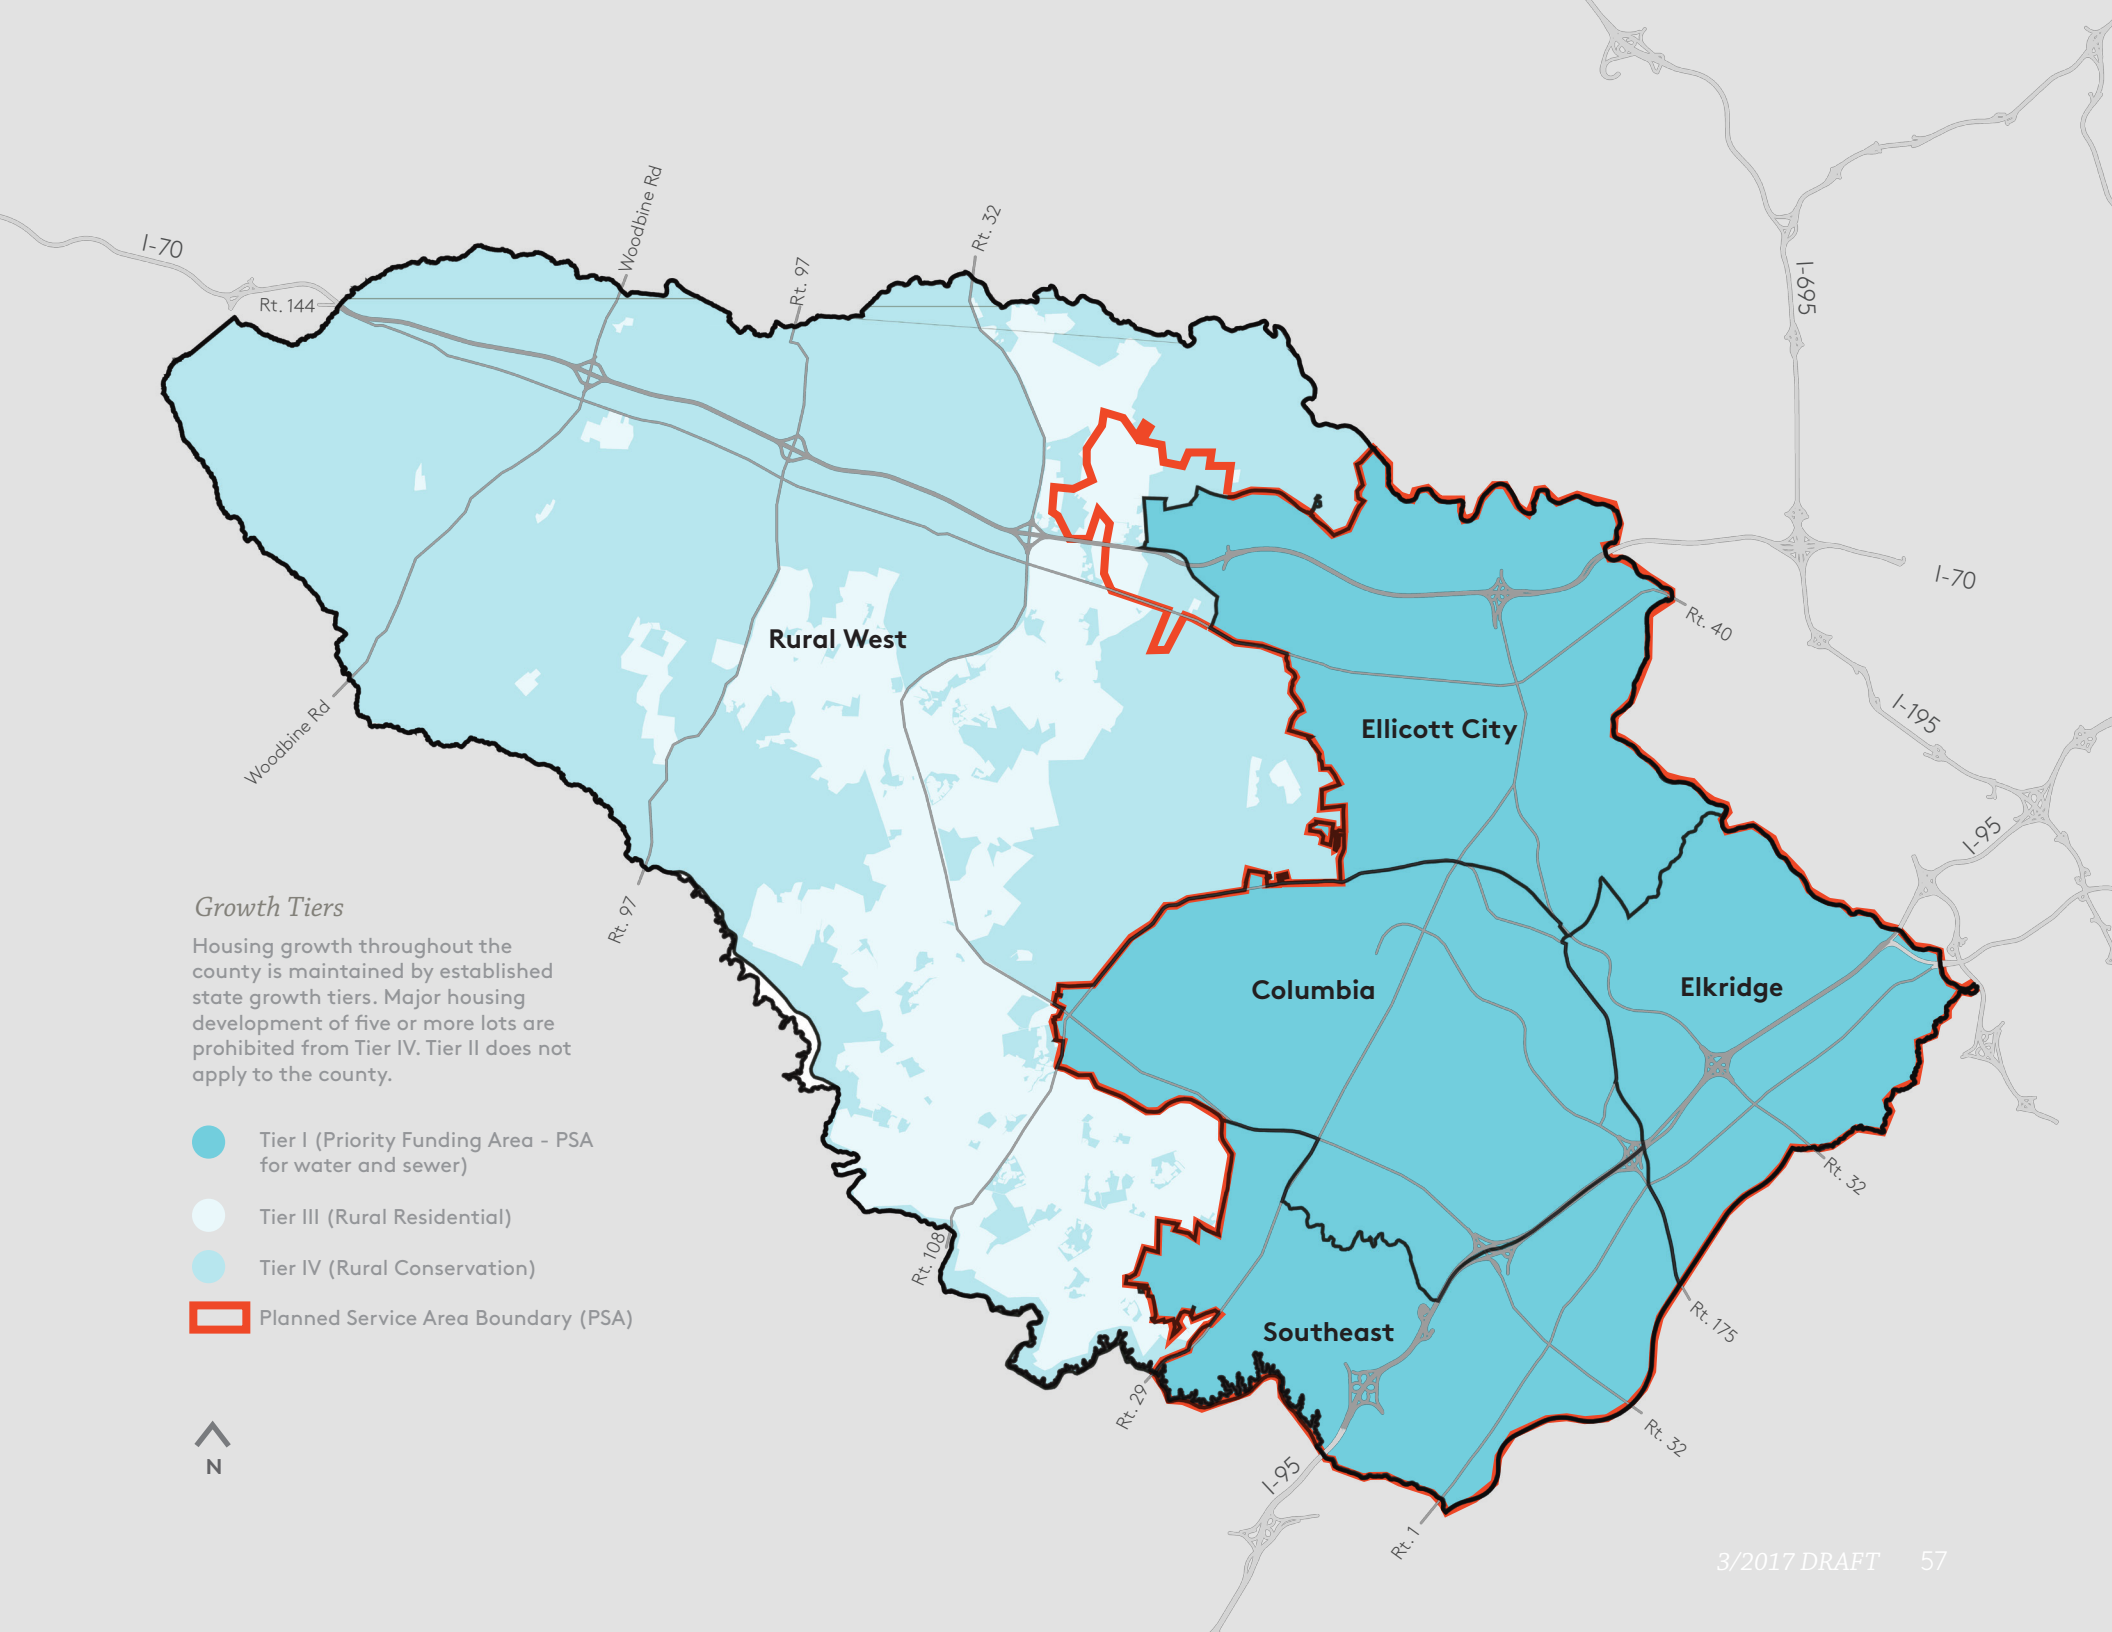 I-70
Rt. 144
Woodbine Rd
Rt. 97
Rt. 32
I-695
I-70
Rt. 40
I-195
I-95
Rural West
Ellicott City
Columbia
Elkridge
Southeast
Woodbine Rd
Rt. 97
Rt. 108
Rt. 29
I-95
Rt. 1
Rt. 32
Rt. 175
Rt. 32
Growth Tiers
Housing growth throughout the
county is maintained by established
state growth tiers. Major housing
development of five or more lots are
prohibited from Tier IV. Tier II does not
apply to the county.
Tier I (Priority Funding Area - PSA
for water and sewer)
Tier III (Rural Residential)
Tier IV (Rural Conservation)
Planned Service Area Boundary (PSA)
N
3/2017 DRAFT 57